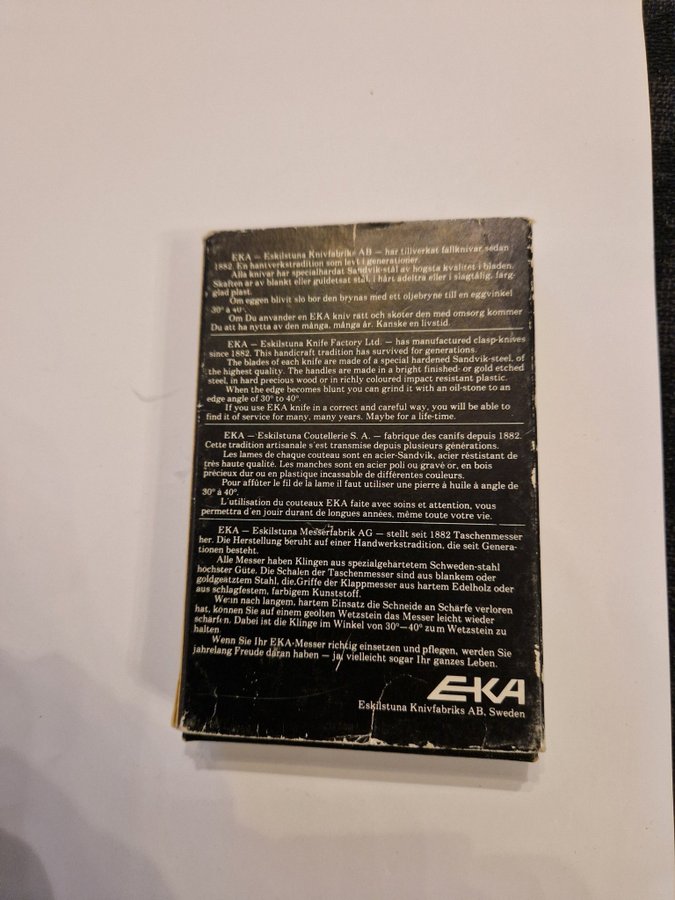 EKA — Eskilstuna Knivfabriks AB — har tillverkat fällknivar sedan
1882. En hantverkstradition som levt i generationer.
Alla knivar har specialhärdat Sandvik-stål av högsta kvalitet i bladen.
Skaften är av blankt eller guldetsat stål, i hårt ädelträ eller i slagtålig, färg-
glad plast.
Om eggen blivit slö bör den brynas med ett oljebryne till en eggvinkel
30° à 40°.
Om Du använder en EKA kniv rätt och sköter den med omsorg kommer
Du att ha nytta av den många, många år. Kanske en livstid.
EKA — Eskilstuna Knife Factory Ltd. — has manufactured clasp-knives
since 1882. This handicraft tradition has survived for generations.
The blades of each knife are made of a special hardened Sandvik-steel, of
the highest quality. The handles are made in a bright finished- or gold etched
steel, in hard precious wood or in richly coloured impact resistant plastic.
When the edge becomes blunt you can grind it with an oil-stone to an
edge angle of 30° to 40°.
If you use EKA knife in a correct and careful way, you will be able to
find it of service for many, many years. Maybe for a life-time.
EKA — Eskilstuna Coutellerie S. A. — fabrique des canifs depuis 1882.
Cette tradition artisanale s'est transmise depuis plusieurs générations.
Les lames de chaque couteau sont en acier-Sandvik, acier réstistant de
très haute qualité. Les manches sont en acier poli ou gravé or, en bois
précieux dur ou en plastique incassable de différentes couleurs.
Pour affûter le fil de la lame il faut utiliser une pierre à huile à angle de
30° à 40°.
L'utilisation du couteaux EKA faite avec soins et attention, vous
permettra d'en jouir durant de longues années, même toute votre vie.
EKA — Eskilstuna Messerfabrik AG — stellt seit 1882 Taschenmesser
her. Die Herstellung beruht auf einer Handwerkstradition, die seit Genera-
tionen besteht.
Alle Messer haben Klingen aus spezialgehärtetem Schweden-stahl
höchster Güte. Die Schalen der Taschenmesser sind aus blankem oder
goldgeätztem Stahl, die Griffe der Klappmesser aus hartem Edelholz oder
aus schlagfestem, farbigem Kunststoff.
Wenn nach langem, hartem Einsatz die Schneide an Schärfe verloren
hat, können Sie auf einem geölten Wetzstein das Messer leicht wieder
schärfen. Dabei ist die Klinge im Winkel von 30°—40° zum Wetzstein zu
halten.
Wenn Sie Ihr EKA-Messer richtig einsetzen und pflegen, werden Sie
jahrelang Freude daran haben — ja, vielleicht sogar Ihr ganzes Leben.
EKA
Eskilstuna Knivfabriks AB, Sweden